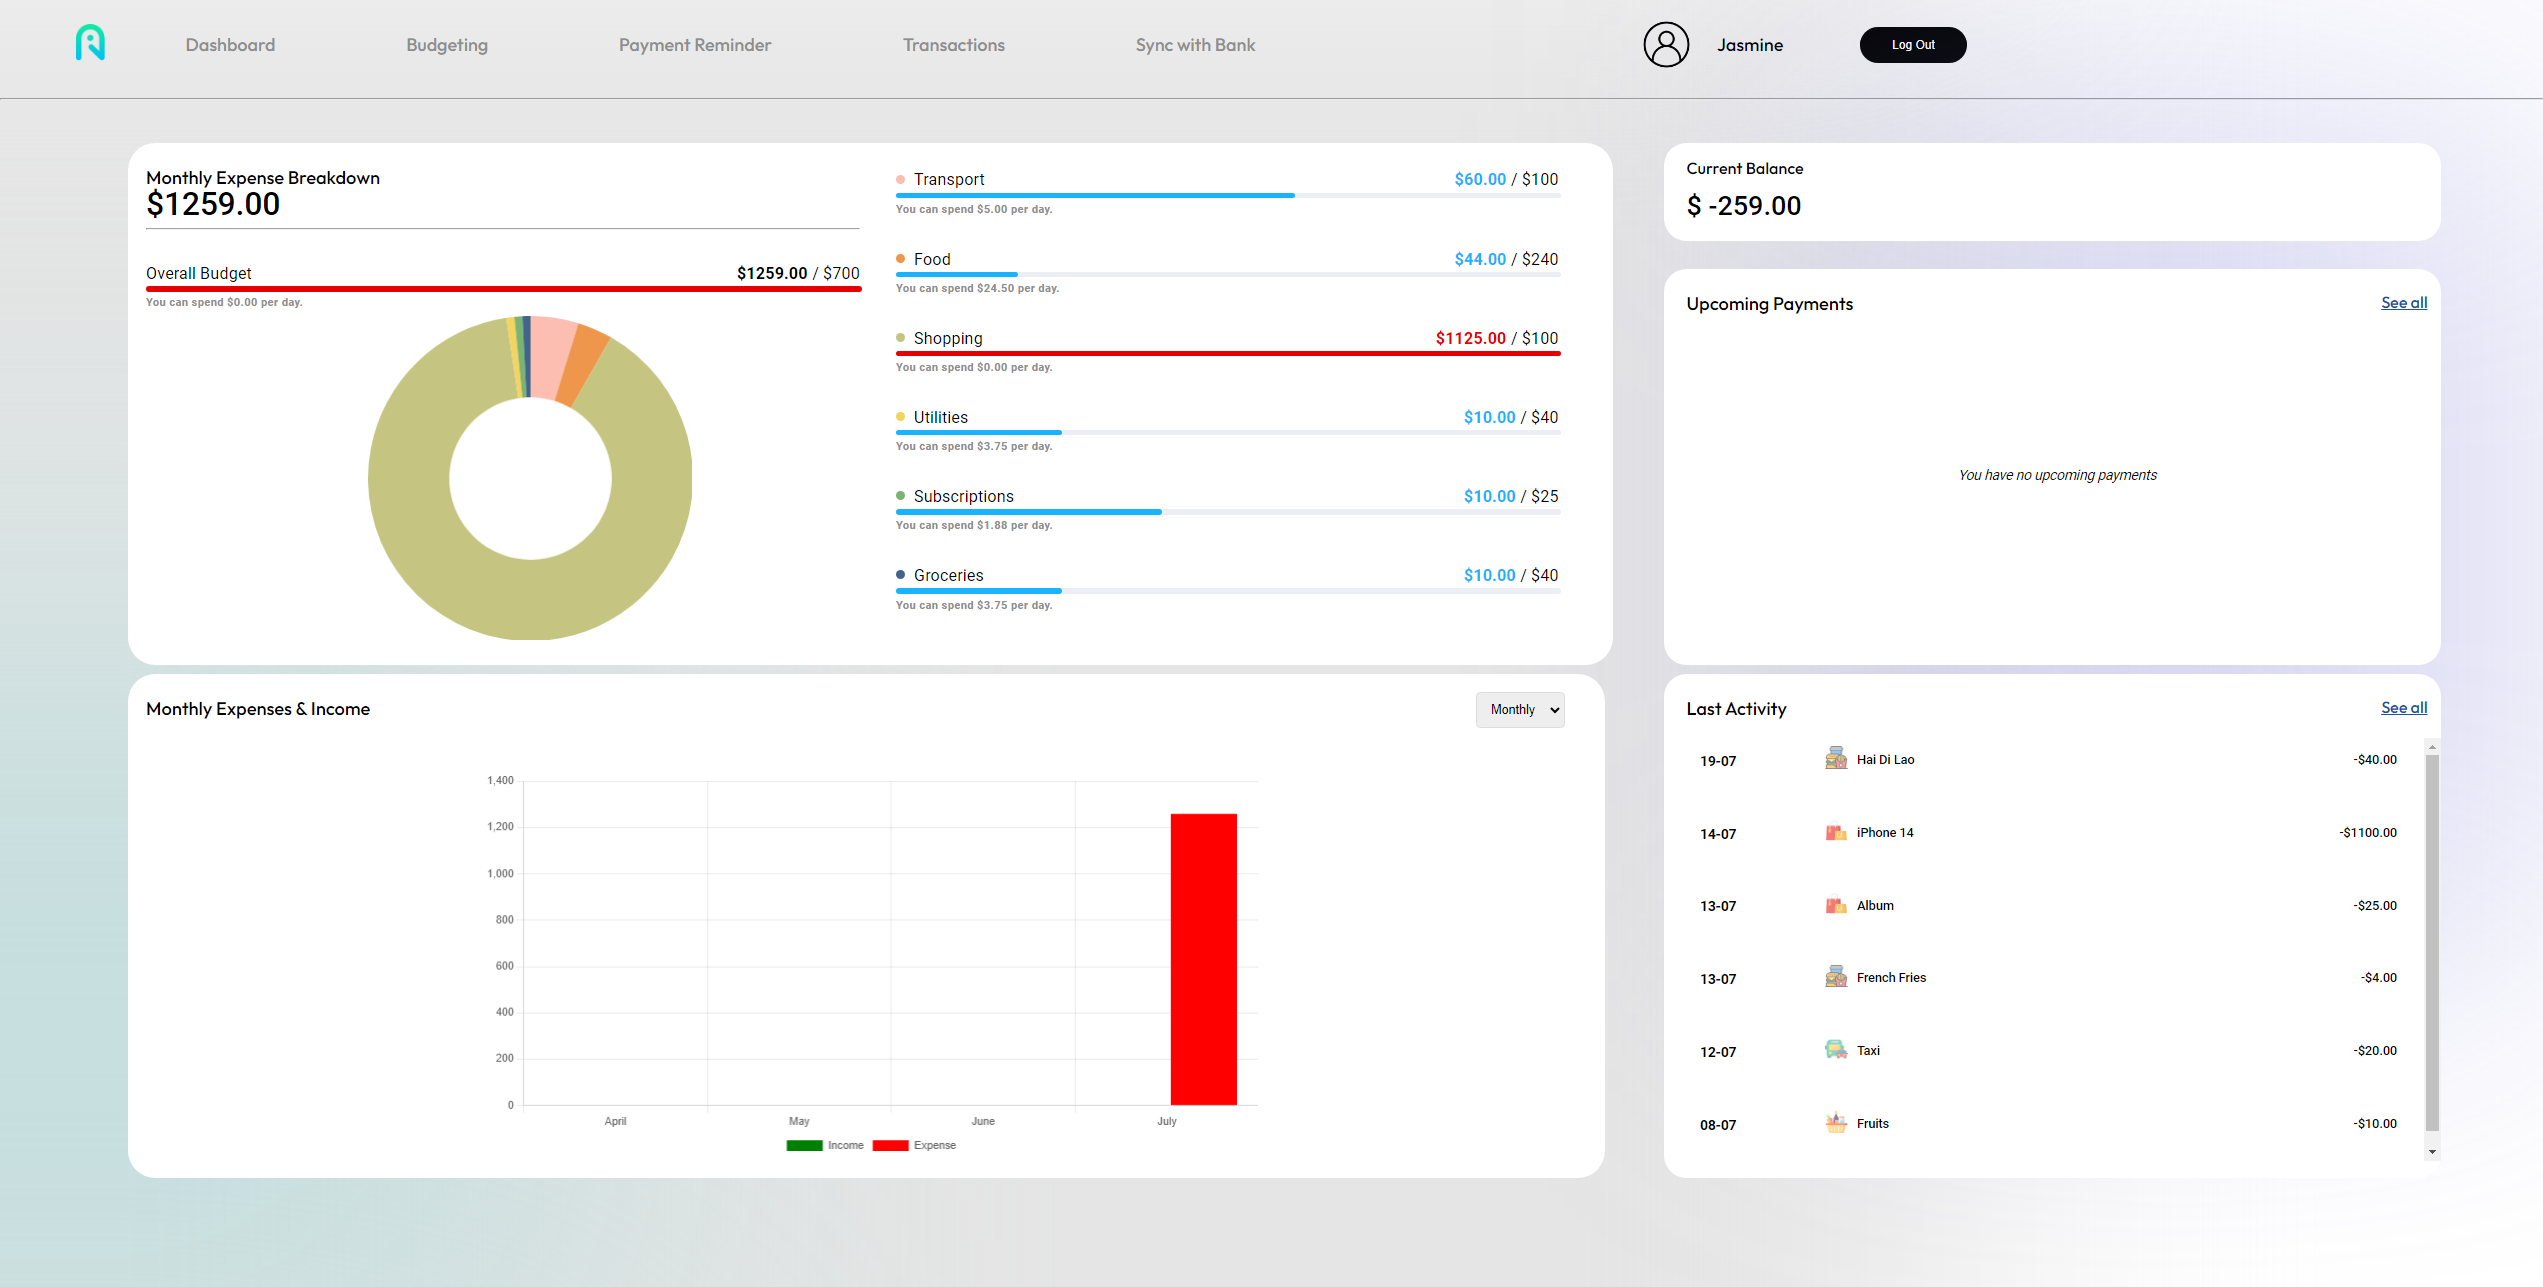 Dashboard
Budgeting
Payment Reminder
Transactions
Sync with Bank
Jasmine
Log Out
Monthly Expense Breakdown
$1259.00
Overall Budget $1259.00 / $700
You can spend $0.00 per day.
Transport $60.00 / $100
You can spend $5.00 per day.
Food $44.00 / $240
You can spend $24.50 per day.
Shopping $1125.00 / $100
You can spend $0.00 per day.
Utilities $10.00 / $40
You can spend $3.75 per day.
Subscriptions $10.00 / $25
You can spend $1.88 per day.
Groceries $10.00 / $40
You can spend $3.75 per day.
Current Balance
$ -259.00
Upcoming Payments See all
You have no upcoming payments
Monthly Expenses & Income
Monthly
1,400
1,200
1,000
800
600
400
200
0
April May June July
Income Expense
Last Activity See all
19-07 Hai Di Lao -$40.00
14-07 iPhone 14 -$1100.00
13-07 Album -$25.00
13-07 French Fries -$4.00
12-07 Taxi -$20.00
08-07 Fruits -$10.00